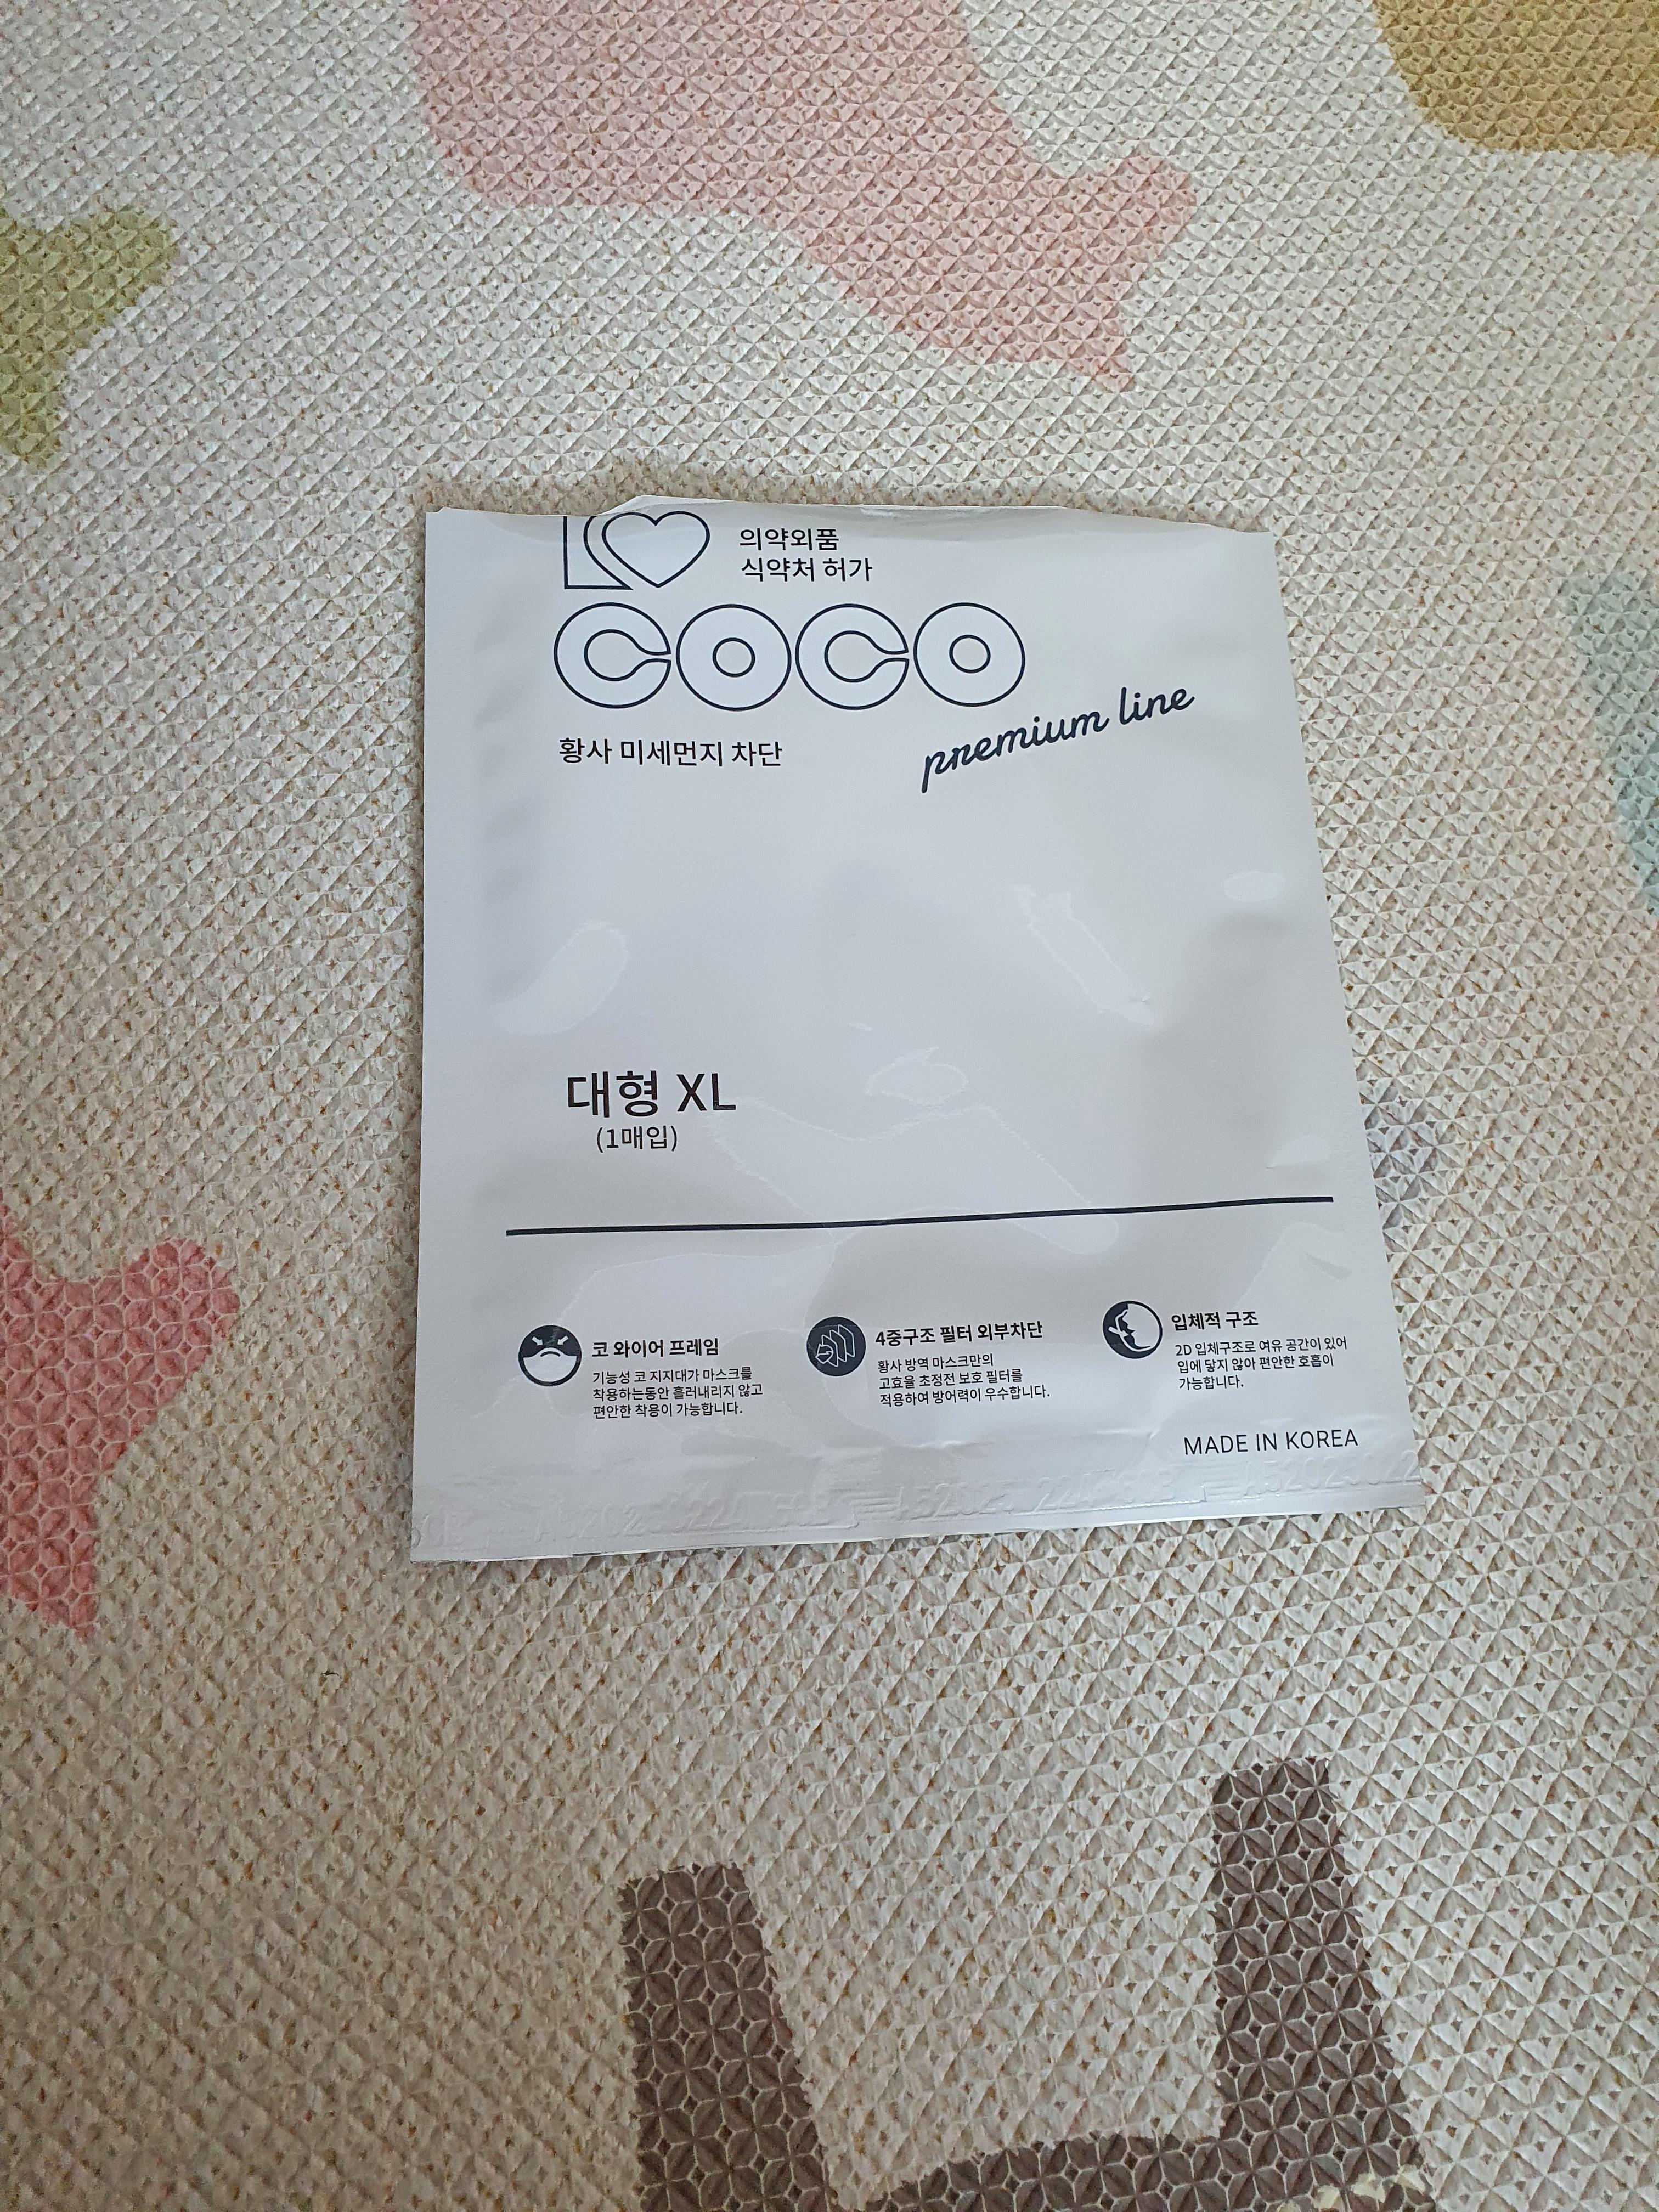 의약외품
식약처 허가
COCO
premium line
황사 미세먼지 차단
대형 XL
(1매입)
코 와이어 프레임
기능성 코 지지대가 마스크를
착용하는동안 흘러내리지 않고
편안한 착용이 가능합니다.
4중구조 필터 외부차단
황사 방역 마스크만의
고효율 초정전 보호 필터를
적용하여 방어력이 우수합니다.
입체적 구조
2D 입체구조로 여유 공간이 있어
입에 닿지 않아 편안한 호흡이
가능합니다.
MADE IN KOREA